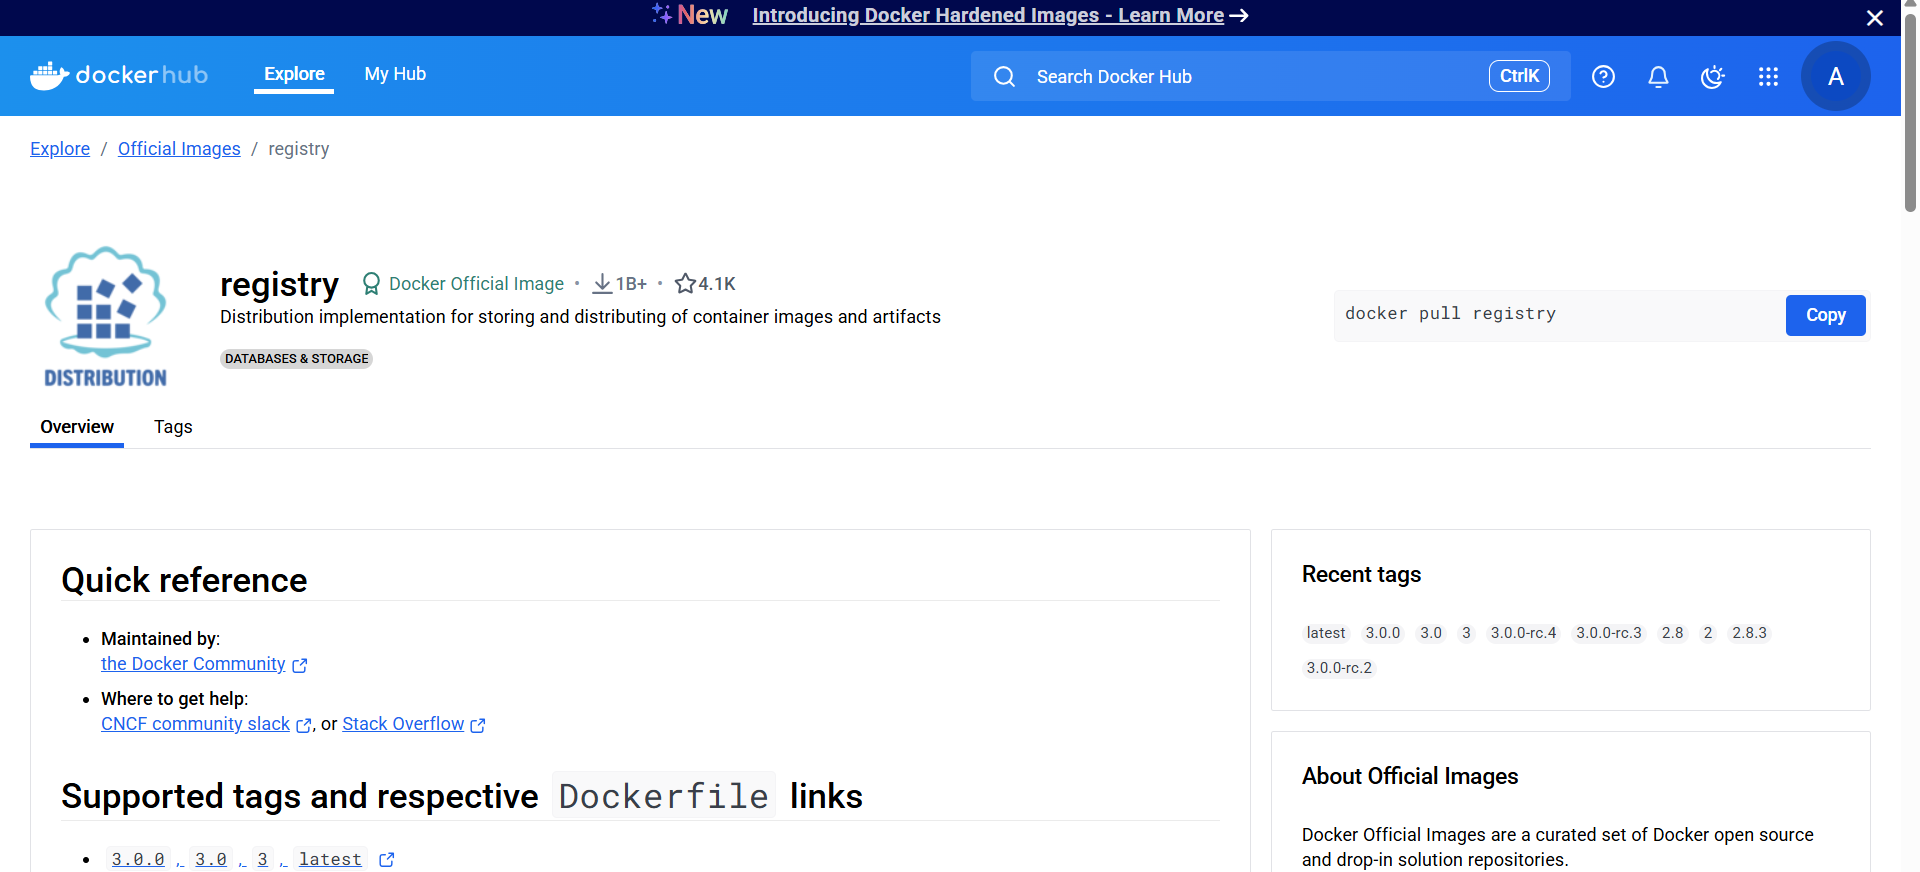 New Introducing Docker Hardened Images - Learn More
dockerhub Explore My Hub Search Docker Hub CtrlK A
Explore / Official Images / registry
registry Docker Official Image • 1B+ • 4.1K
Distribution implementation for storing and distributing of container images and artifacts
docker pull registry Copy
DATABASES & STORAGE
DISTRIBUTION
Overview Tags
Quick reference
• Maintained by:
the Docker Community
• Where to get help:
CNCF community slack, or Stack Overflow
Supported tags and respective Dockerfile links
• 3.0.0, 3.0, 3, latest
Recent tags
latest 3.0.0 3.0 3 3.0.0-rc.4 3.0.0-rc.3 2.8 2 2.8.3
3.0.0-rc.2
About Official Images
Docker Official Images are a curated set of Docker open source
and drop-in solution repositories.